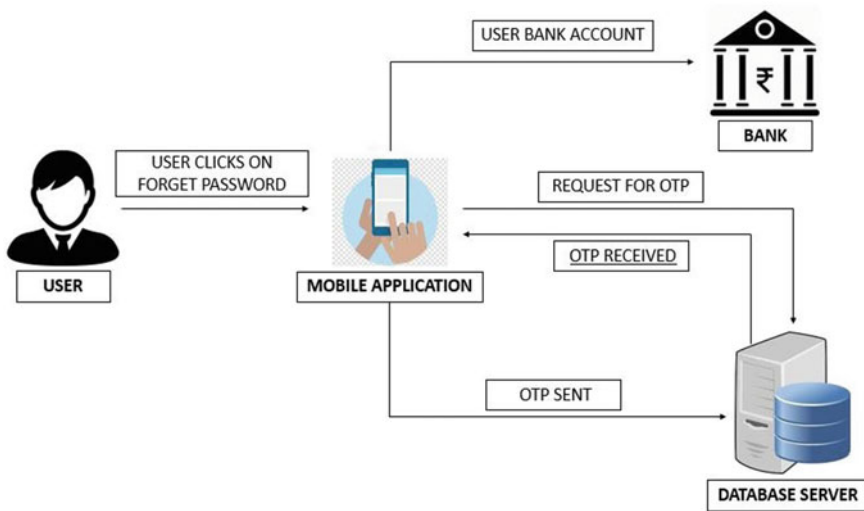 USER BANK ACCOUNT
₹
BANK
USER CLICKS ON
FORGET PASSWORD
REQUEST FOR OTP
OTP RECEIVED
USER
MOBILE APPLICATION
OTP SENT
DATABASE SERVER